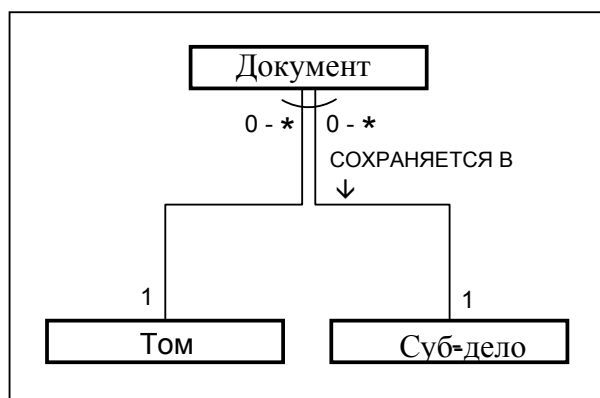 Документ
0 - * 0 - *
СОХРАНЯЕТСЯ В
↓
1 1
Том Суб-дело